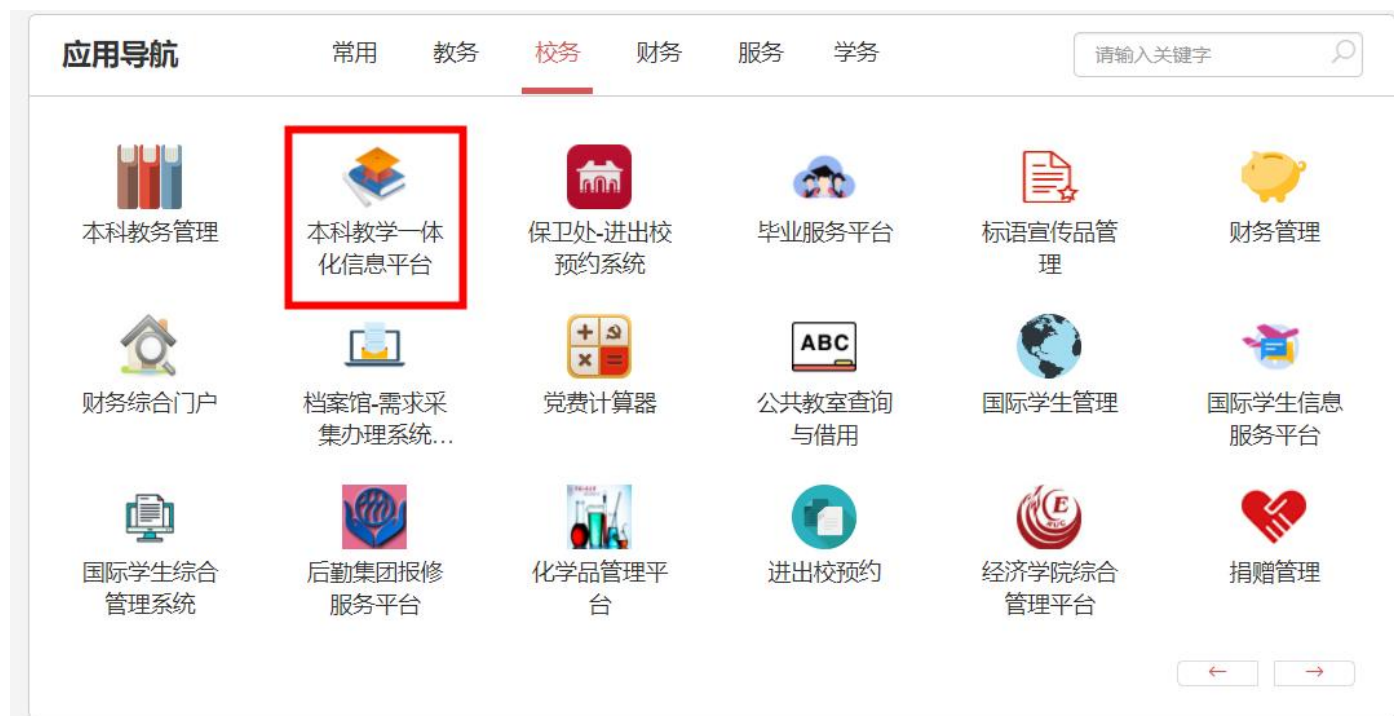 应用导航 常用 教务 校务 财务 服务 学务 请输入关键字
本科教务管理 本科教学一体 保卫处-进出校 毕业服务平台 标语宣传品管 财务管理
化信息平台 预约系统 理
ABC
财务综合门户 档案馆-需求采 党费计算器 公共教室查询 国际学生管理 国际学生信息
集办理系统... 与借用 服务平台
E
国际学生综合 后勤集团报修 化学品管理平 进出校预约 经济学院综合 捐赠管理
管理系统 服务平台 台 管理平台
← →